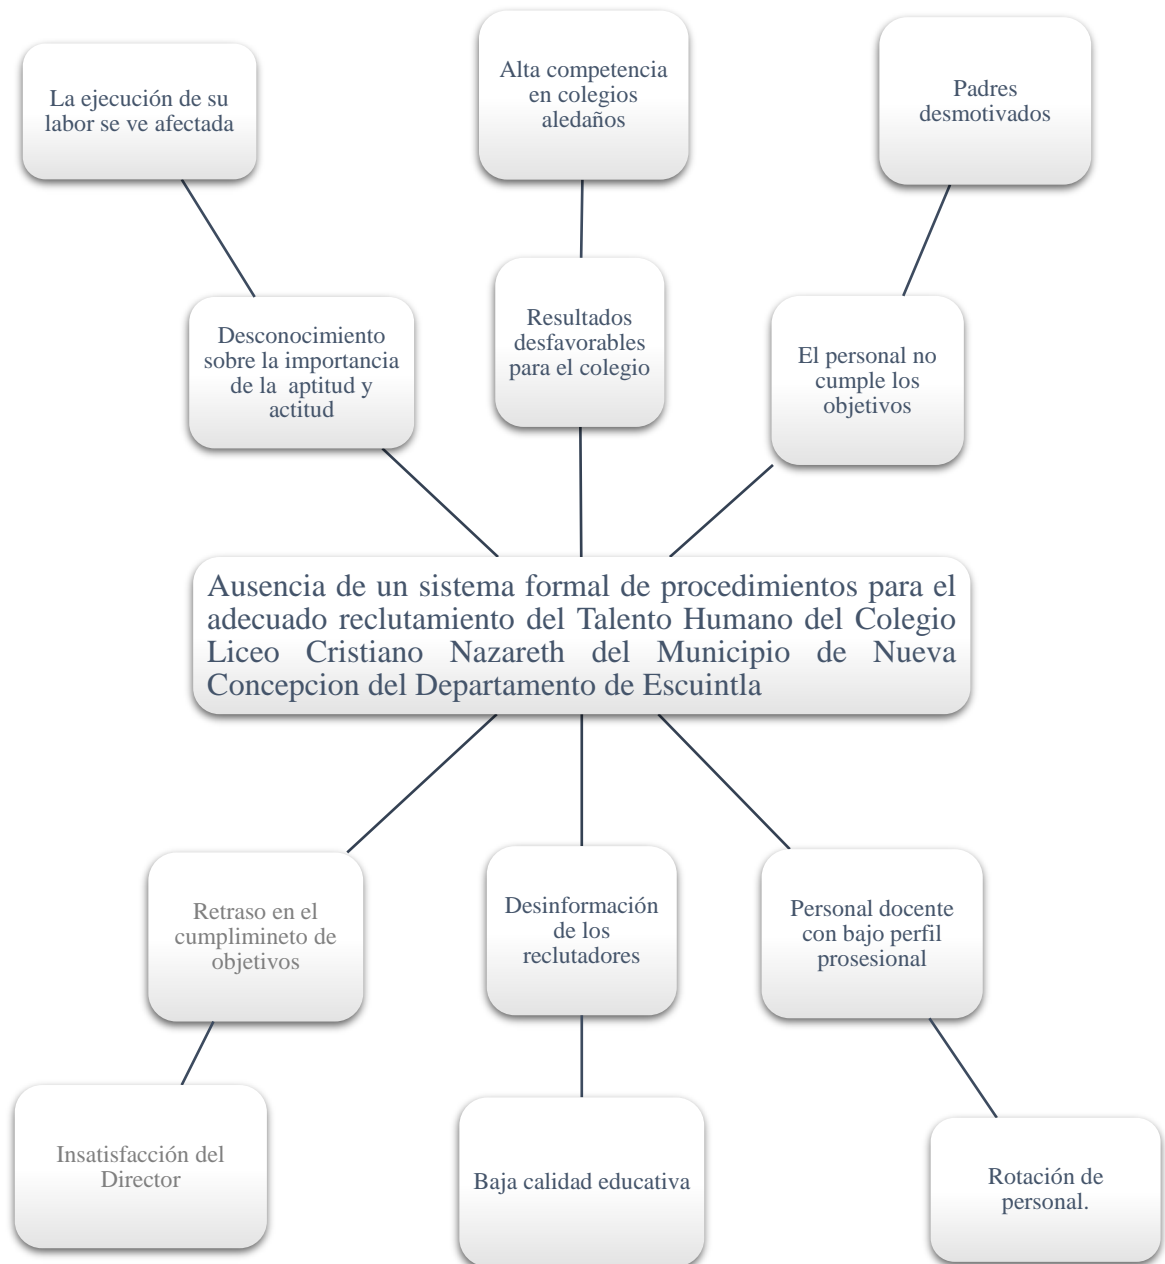 La ejecución de su
labor se ve afectada
Alta competencia
en colegios
aledaños
Padres
desmotivados
Desconocimiento
sobre la importancia
de la aptitud y
actitud
Resultados
desfavorables
para el colegio
El personal no
cumple los
objetivos
Ausencia de un sistema formal de procedimientos para el
adecuado reclutamiento del Talento Humano del Colegio
Liceo Cristiano Nazareth del Municipio de Nueva
Concepcion del Departamento de Escuintla
Retraso en el
cumplimineto de
objetivos
Desinformación
de los
reclutadores
Personal docente
con bajo perfil
prosesional
Insatisfacción del
Director
Baja calidad educativa
Rotación de
personal.